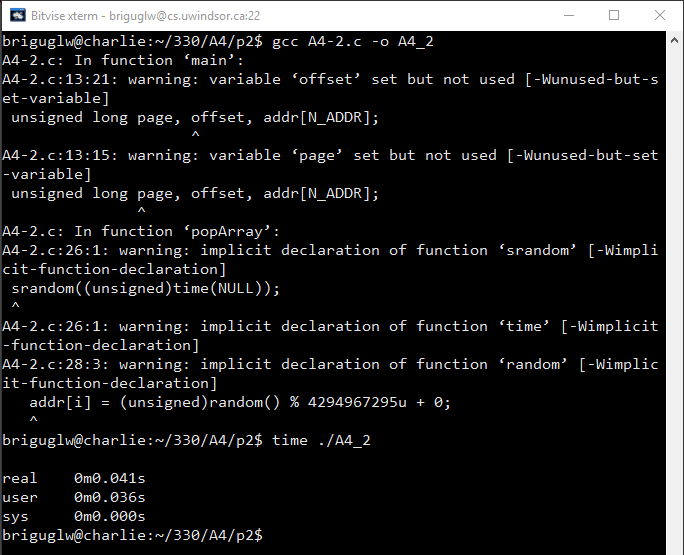 Bitvise xterm - briguglw@cs.uwindsor.ca:22
briguglw@charlie:~/330/A4/p2$ gcc A4-2.c -o A4_2
A4-2.c: In function ‘main’:
A4-2.c:13:21: warning: variable ‘offset’ set but not used [-Wunused-but-s
et-variable]
 unsigned long page, offset, addr[N_ADDR];
                     ^
A4-2.c:13:15: warning: variable ‘page’ set but not used [-Wunused-but-set
-variable]
 unsigned long page, offset, addr[N_ADDR];
               ^
A4-2.c: In function ‘popArray’:
A4-2.c:26:1: warning: implicit declaration of function ‘srandom’ [-Wimpli
cit-function-declaration]
 srandom((unsigned)time(NULL));
 ^
A4-2.c:26:1: warning: implicit declaration of function ‘time’ [-Wimplicit
-function-declaration]
A4-2.c:28:3: warning: implicit declaration of function ‘random’ [-Wimplic
it-function-declaration]
   addr[i] = (unsigned)random() % 4294967295u + 0;
   ^
briguglw@charlie:~/330/A4/p2$ time ./A4_2

real    0m0.041s
user    0m0.036s
sys     0m0.000s
briguglw@charlie:~/330/A4/p2$